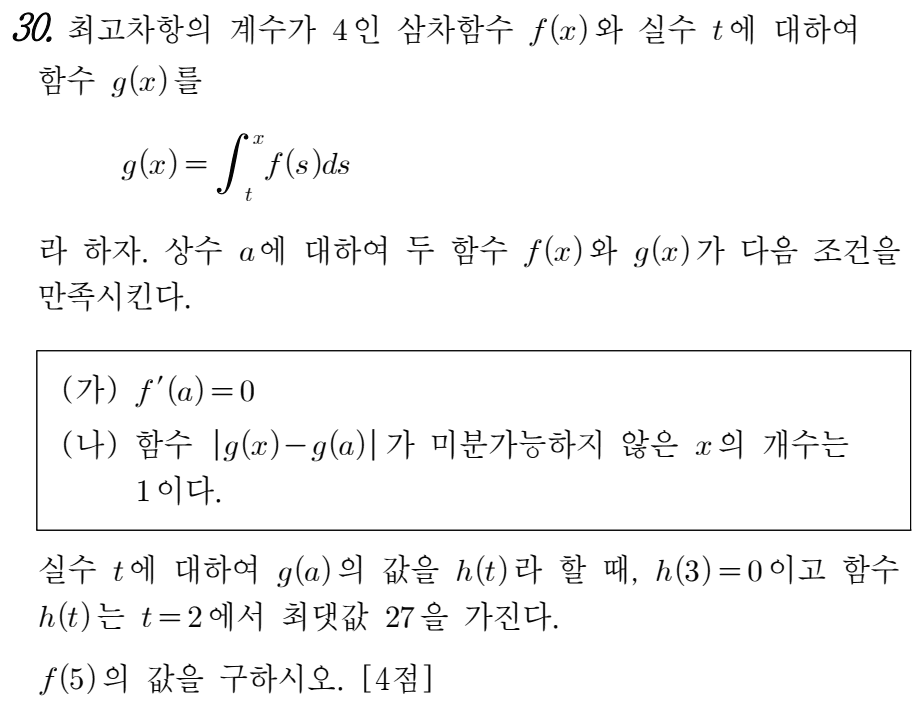 30. 최고차항의 계수가 4인 삼차함수 f(x)와 실수 t에 대하여
함수 g(x)를
g(x)=∫_t^x f(s)ds
라 하자. 상수 a에 대하여 두 함수 f(x)와 g(x)가 다음 조건을
만족시킨다.
(가) f′(a)=0
(나) 함수 |g(x)-g(a)|가 미분가능하지 않은 x의 개수는
1이다.
실수 t에 대하여 g(a)의 값을 h(t)라 할 때, h(3)=0이고 함수
h(t)는 t=2에서 최댓값 27을 가진다.
f(5)의 값을 구하시오. [4점]